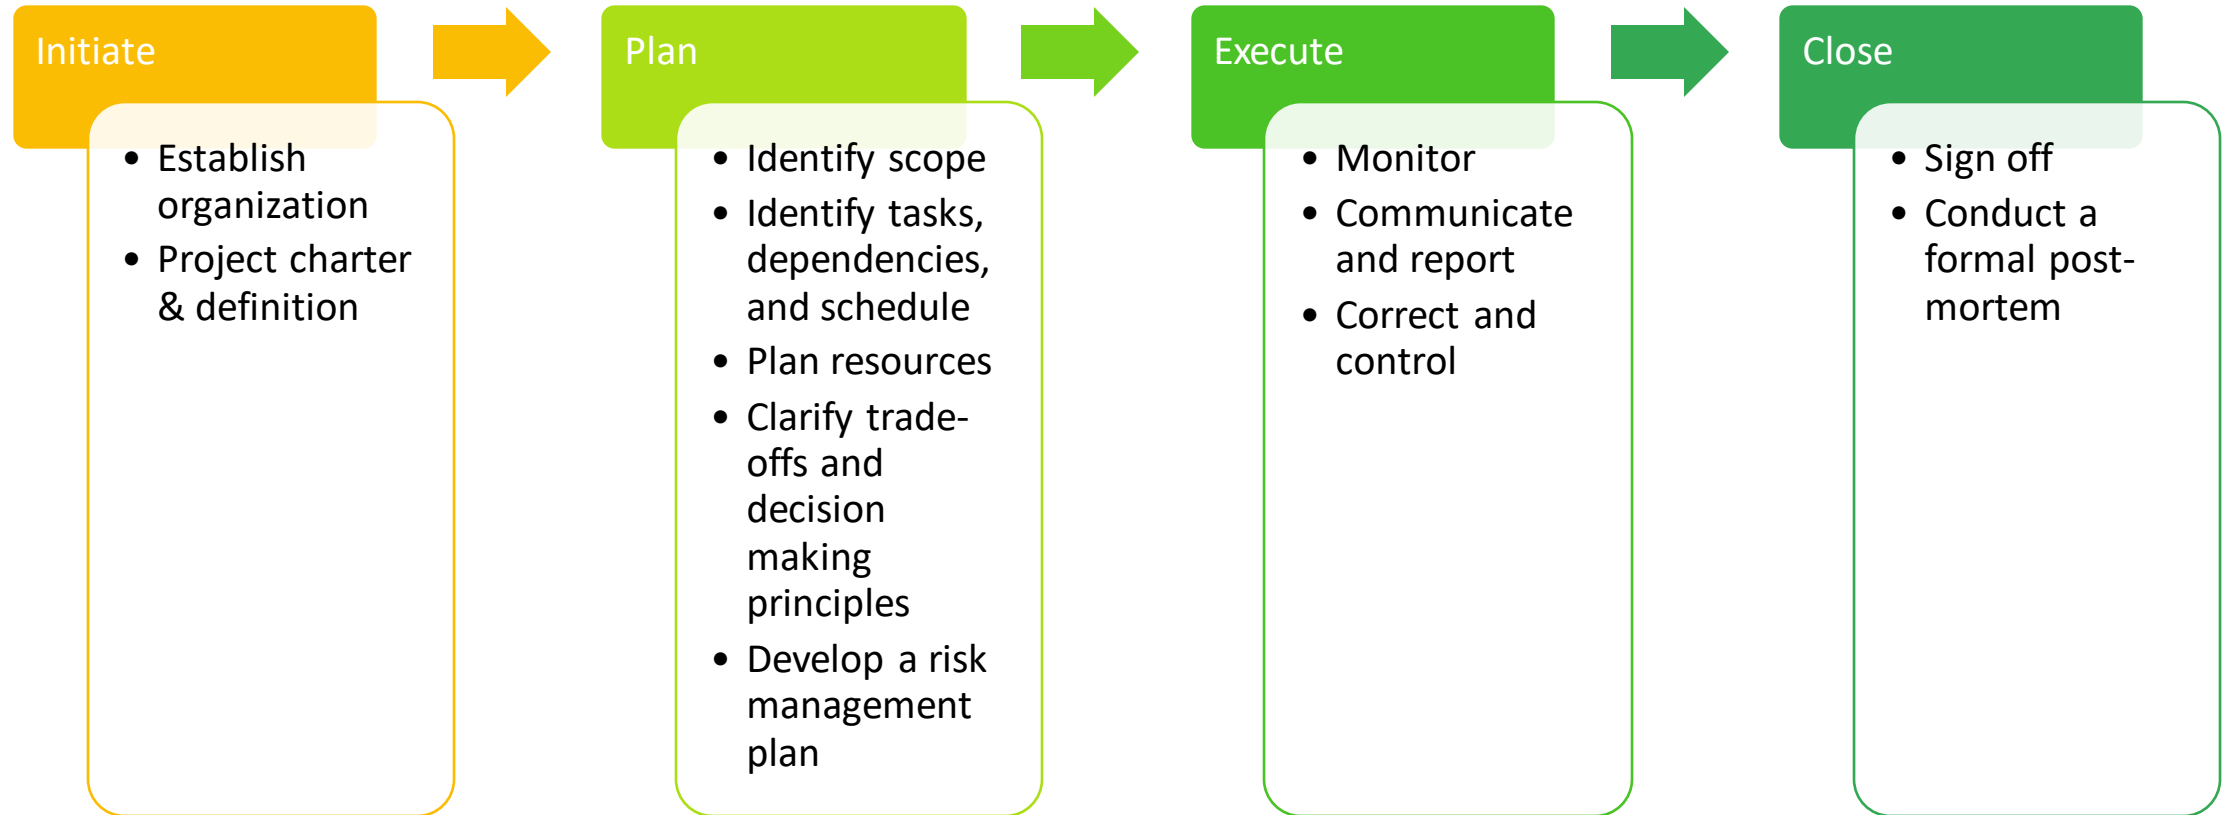 Initiate
• Establish
organization
• Project charter
& definition
Plan
• Identify scope
• Identify tasks,
dependencies,
and schedule
• Plan resources
• Clarify trade-
offs and
decision
making
principles
• Develop a risk
management
plan
Execute
• Monitor
• Communicate
and report
• Correct and
control
Close
• Sign off
• Conduct a
formal post-
mortem